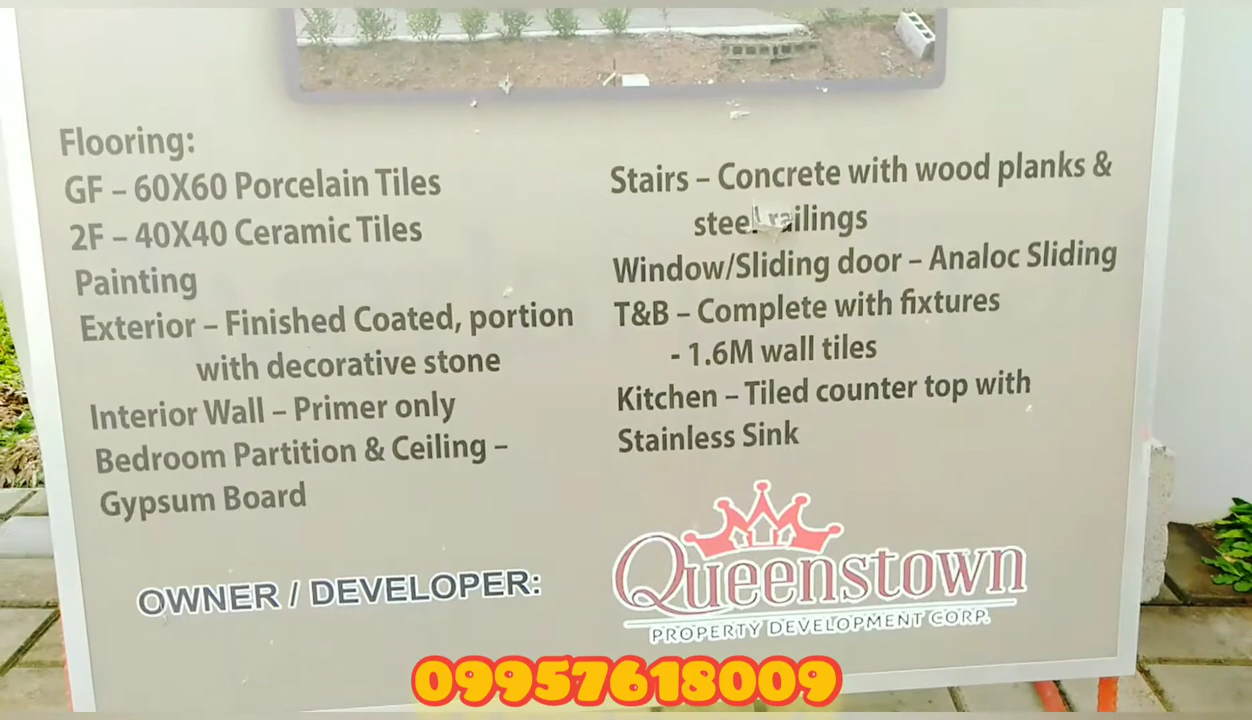 Flooring:
GF – 60X60 Porcelain Tiles
2F – 40X40 Ceramic Tiles
Painting
Exterior – Finished Coated, portion
with decorative stone
Interior Wall – Primer only
Bedroom Partition & Ceiling –
Gypsum Board
Stairs – Concrete with wood planks &
steel railings
Window/Sliding door – Analoc Sliding
T&B – Complete with fixtures
- 1.6M wall tiles
Kitchen – Tiled counter top with
Stainless Sink
OWNER / DEVELOPER:
Queenstown
PROPERTY DEVELOPMENT CORP.
09957618009